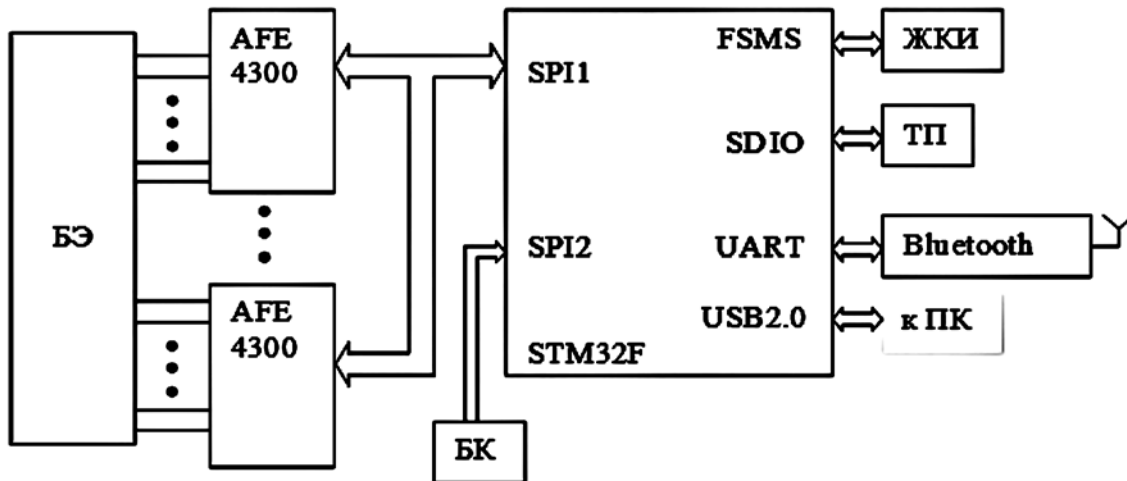 БЭ
AFE
4300
AFE
4300
SPI1
SPI2
STM32F
БК
FSMS
SDIO
UART
USB2.0
ЖКИ
ТП
Bluetooth
к ПК